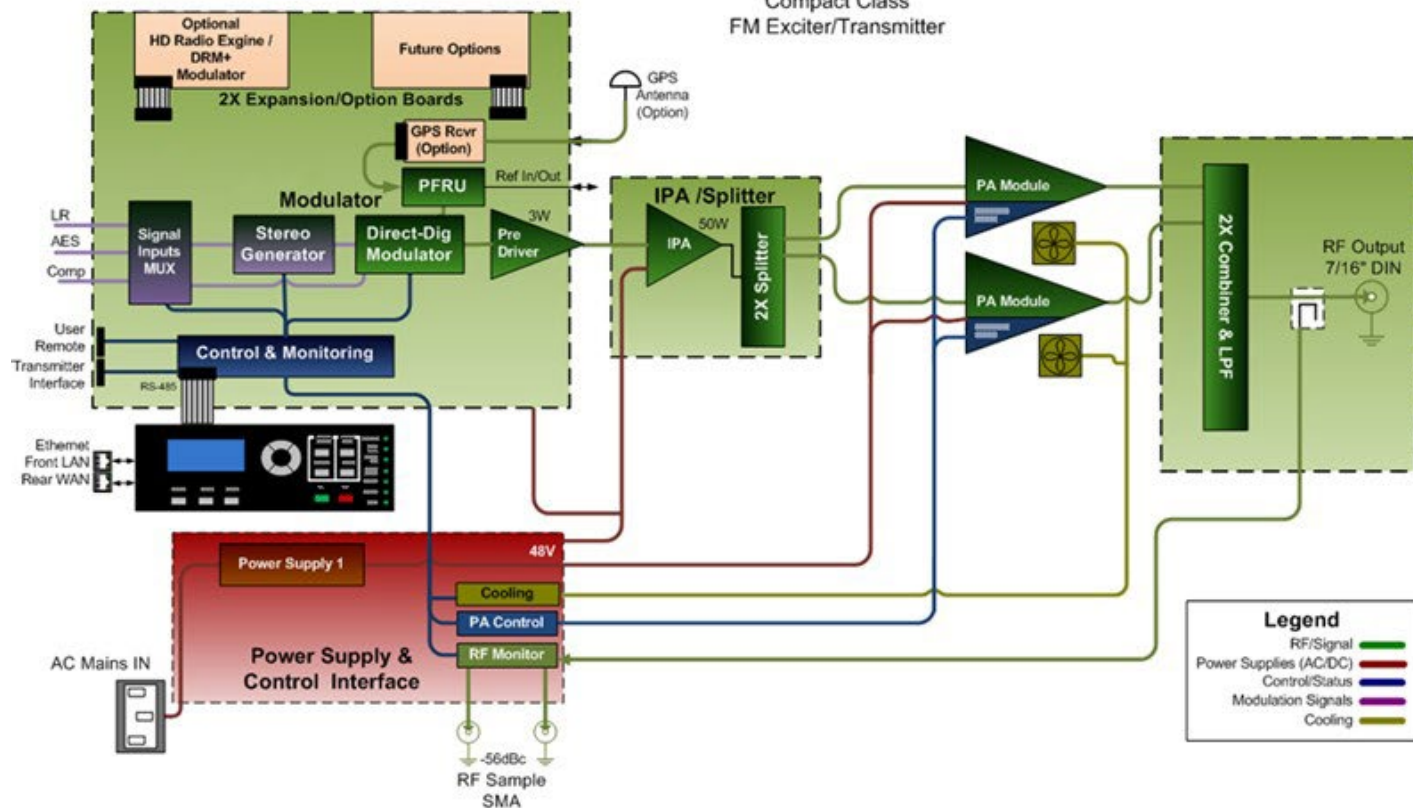 Compact Class
FM Exciter/Transmitter
Optional
HD Radio Exgine /
DRM+
Modulator
Future Options
2X Expansion/Option Boards
GPS
Antenna
(Option)
GPS Rcvr
(Option)
PFRU
Ref In/Out
Modulator
LR
AES
Comp
Signal
Inputs
MUX
Stereo
Generator
Direct-Dig
Modulator
3W
Pre
Driver
IPA /Splitter
IPA
50W
2X Splitter
PA Module
PA Module
2X Combiner & LPF
RF Output
7/16" DIN
User
Remote
Transmitter
Interface
Control & Monitoring
RS-485
Ethernet
Front LAN
Rear WAN
48V
Power Supply 1
Cooling
PA Control
RF Monitor
Power Supply &
Control Interface
AC Mains IN
-56dBc
RF Sample
SMA
Legend
RF/Signal
Power Supplies (AC/DC)
Control/Status
Modulation Signals
Cooling